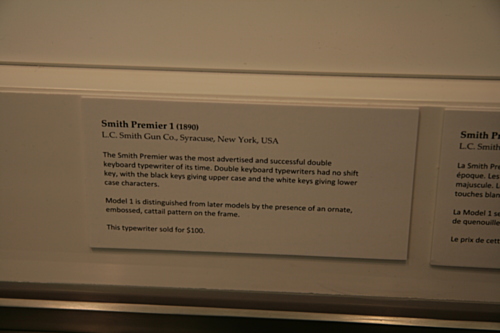 Smith Premier 1 (1890)
L.C. Smith Gun Co., Syracuse, New York, USA
The Smith Premier was the most advertised and successful double
keyboard typewriter of its time. Double keyboard typewriters had no shift
key, with the black keys giving upper case and the white keys giving lower
case characters.
Model 1 is distinguished from later models by the presence of an ornate,
embossed, cattail pattern on the frame.
This typewriter sold for $100.
Smith P
L.C. Smith
La Smith Pre
époque. Les
majuscule. L
touches blan
La Model 1 se
de quenouille
Le prix de cett